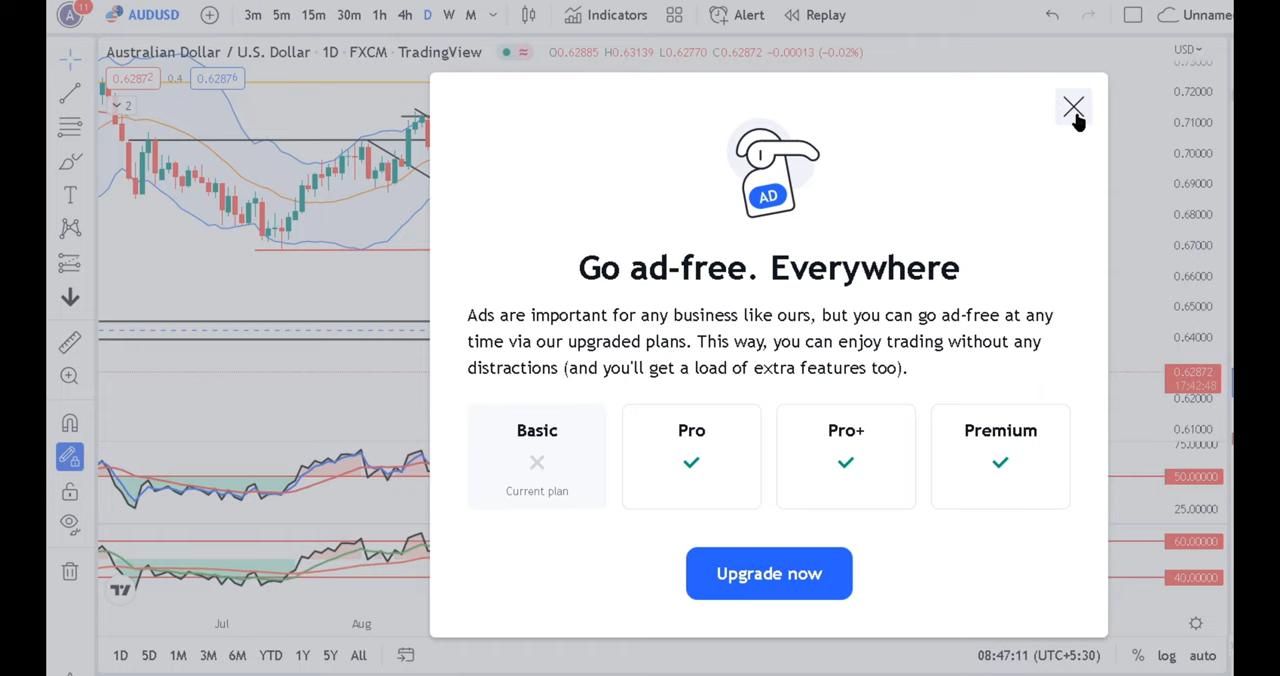 A 11 AUDUSD 3m 5m 15m 30m 1h 4h D W M Indicators Alert Replay
Australian Dollar / U.S. Dollar · 1D · FXCM · TradingView O0.62885 H0.63139 L0.62770 C0.62872 −0.00013 (−0.02%) USD
0.62872 0.4 0.62876
2
0.72000
0.71000
0.70000
0.69000
0.68000
0.67000
0.66000
0.65000
0.64000
0.62872
17:42:48
0.62000
0.61000
75.00000
50.00000
25.00000
60.00000
40.00000
AD
Go ad-free. Everywhere
Ads are important for any business like ours, but you can go ad-free at any
time via our upgraded plans. This way, you can enjoy trading without any
distractions (and you'll get a load of extra features too).
Basic Pro Pro+ Premium
Current plan
Upgrade now
Jul Aug
1D 5D 1M 3M 6M YTD 1Y 5Y All 08:47:11 (UTC+5:30) % log auto